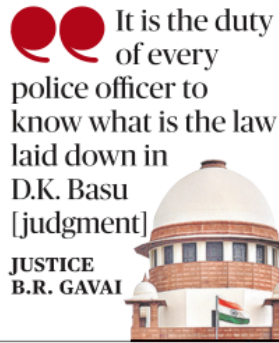 It is the duty
of every
police officer to
know what is the law
laid down in
D.K. Basu
[judgment]
JUSTICE
B.R. GAVAI